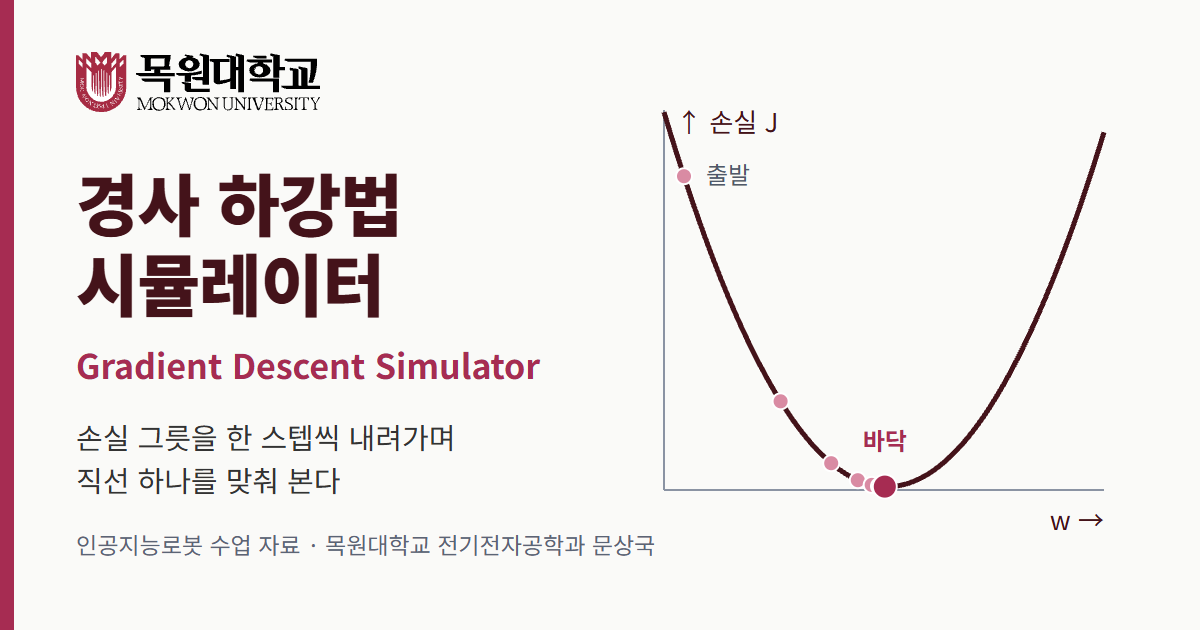 목원대학교
MOKWON UNIVERSITY
경사 하강법
시뮬레이터
Gradient Descent Simulator
손실 그릇을 한 스텝씩 내려가며
직선 하나를 맞춰 본다
인공지능로봇 수업 자료 · 목원대학교 전기전자공학과 문상국
↑ 손실 J
출발
바닥
w →